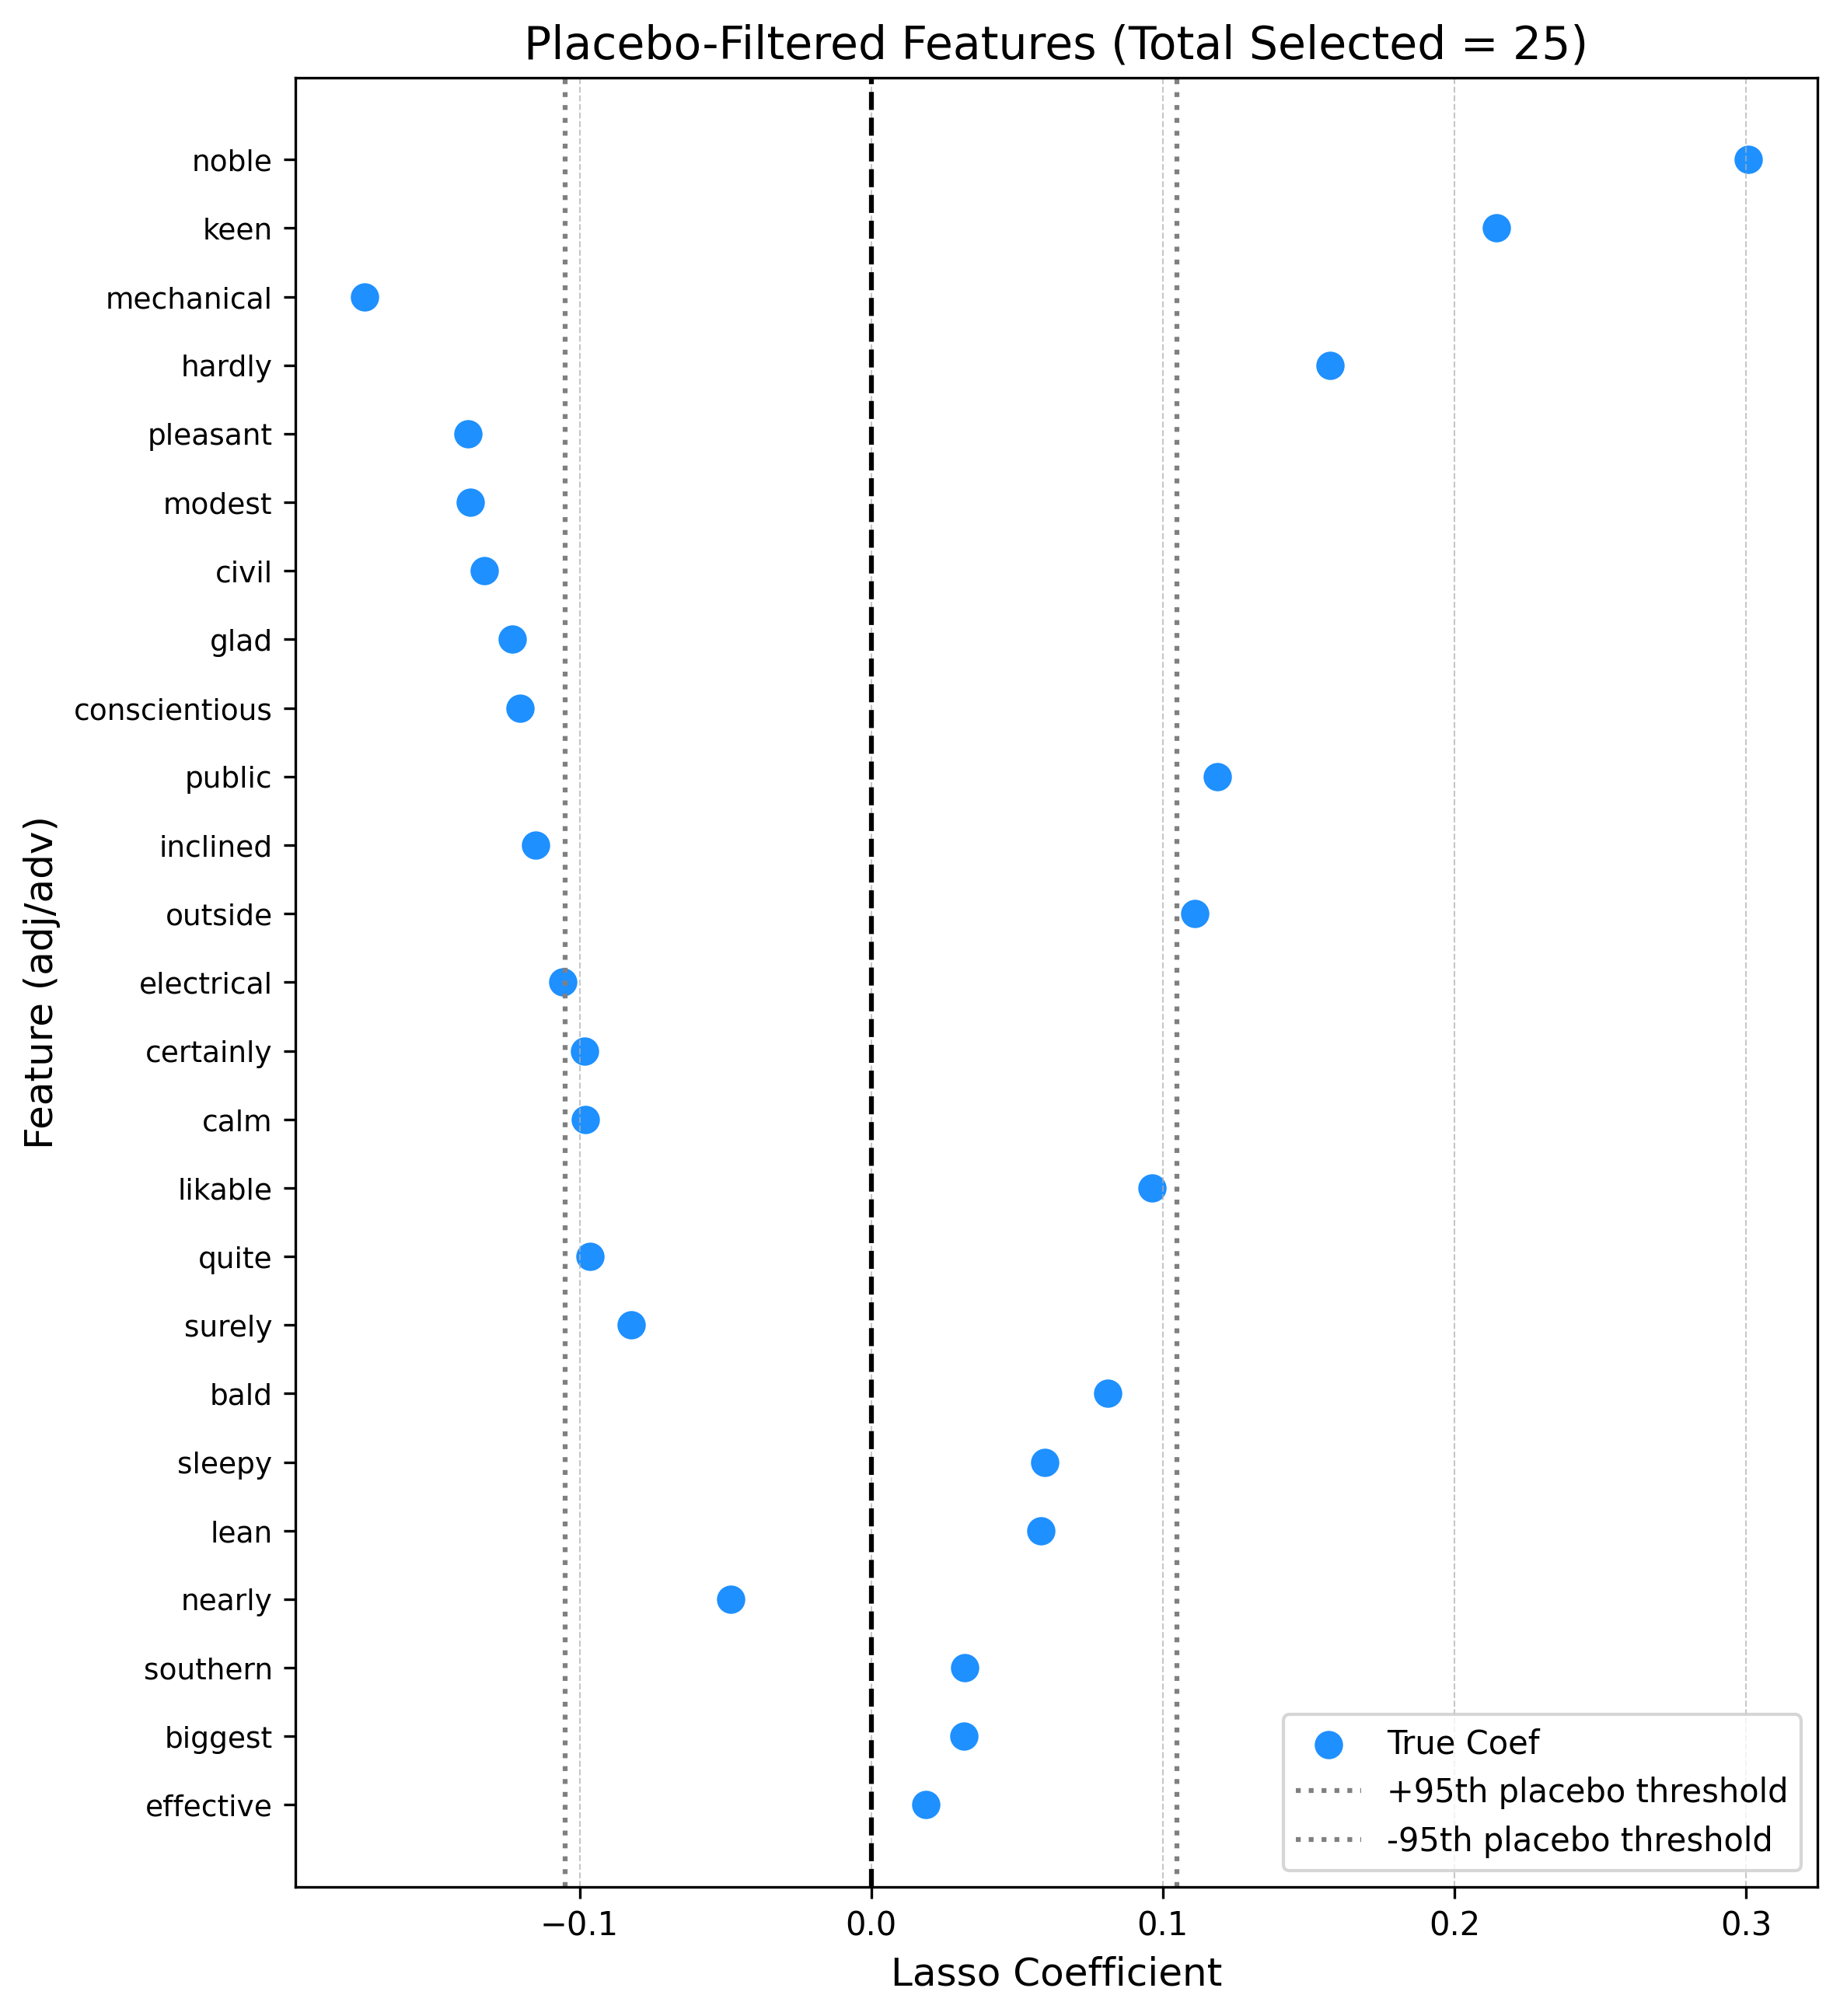 Placebo-Filtered Features (Total Selected = 25)
noble
keen
mechanical
hardly
pleasant
modest
civil
glad
conscientious
public
inclined
outside
electrical
certainly
calm
likable
quite
surely
bald
sleepy
lean
nearly
southern
biggest
effective
Feature (adj/adv)
True Coef
+95th placebo threshold
-95th placebo threshold
−0.1 0.0 0.1 0.2 0.3
Lasso Coefficient